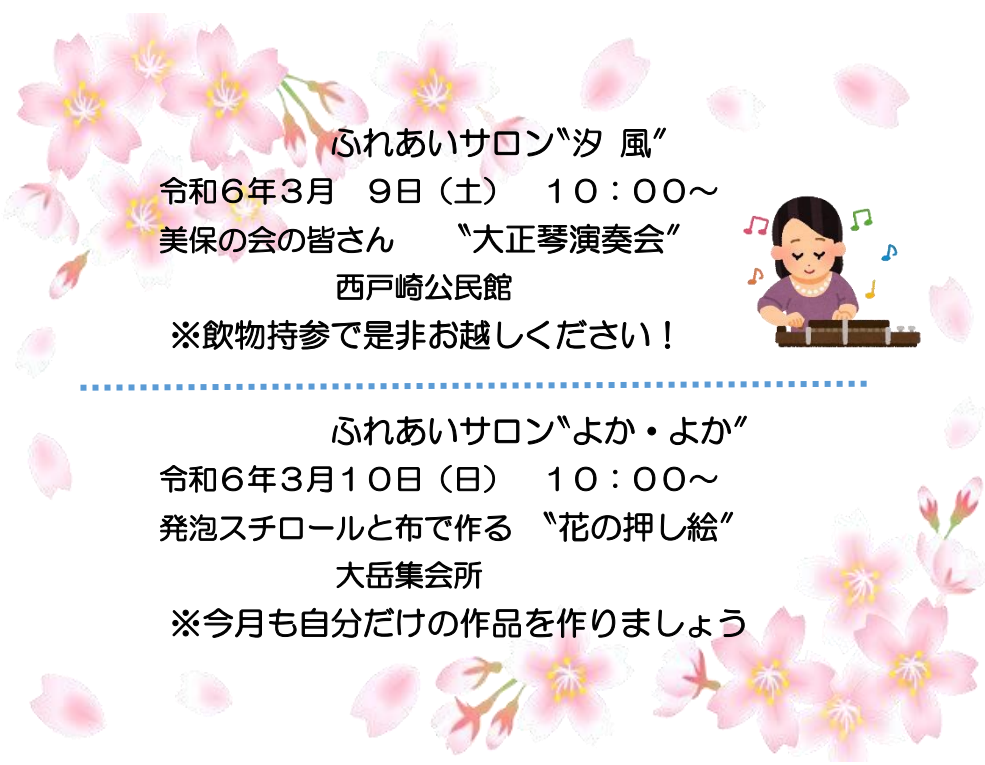 ふれあいサロン〝汐 風〞
令和６年３月　９日（土）　１０：００～
美保の会の皆さん　　〝大正琴演奏会〞
西戸崎公民館
※飲物持参で是非お越しください！
ふれあいサロン〝よか・よか〞
令和６年３月１０日（日）　１０：００～
発泡スチロールと布で作る　〝花の押し絵〞
大岳集会所
※今月も自分だけの作品を作りましょう